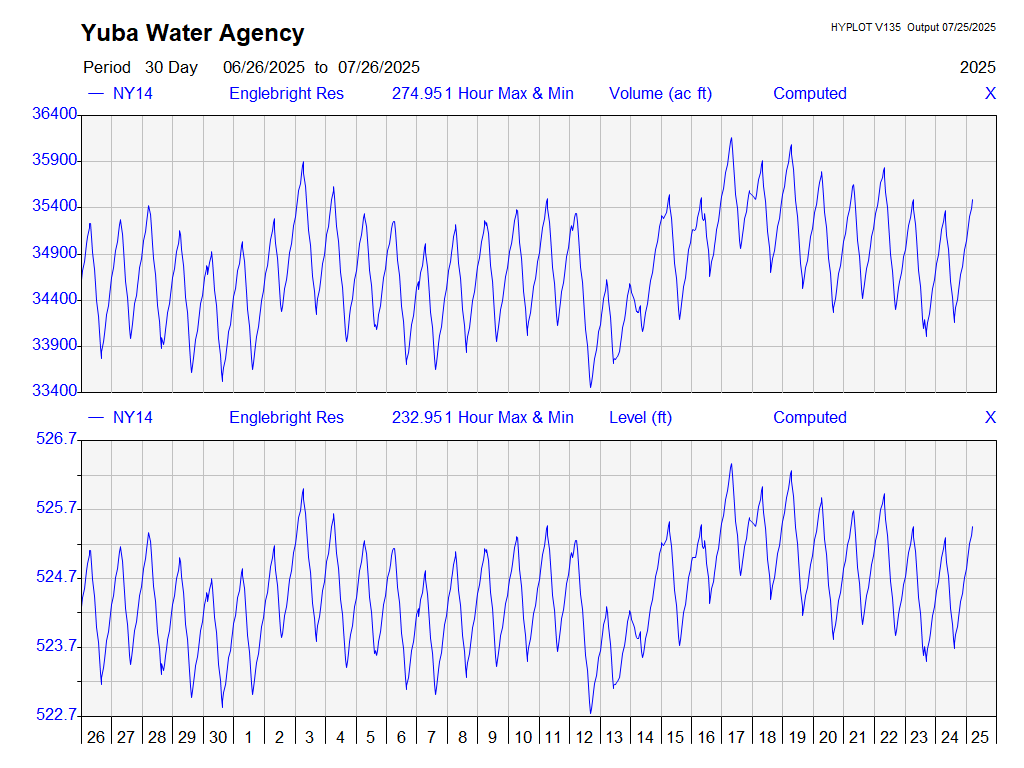 Yuba Water Agency
HYPLOT V135 Output 07/25/2025
Period 30 Day 06/26/2025 to 07/26/2025 2025
NY14 Englebright Res 274.951 Hour Max & Min Volume (ac ft) Computed X
36400
35900
35400
34900
34400
33900
33400
NY14 Englebright Res 232.951 Hour Max & Min Level (ft) Computed X
526.7
525.7
524.7
523.7
522.7
26 27 28 29 30 1 2 3 4 5 6 7 8 9 10 11 12 13 14 15 16 17 18 19 20 21 22 23 24 25